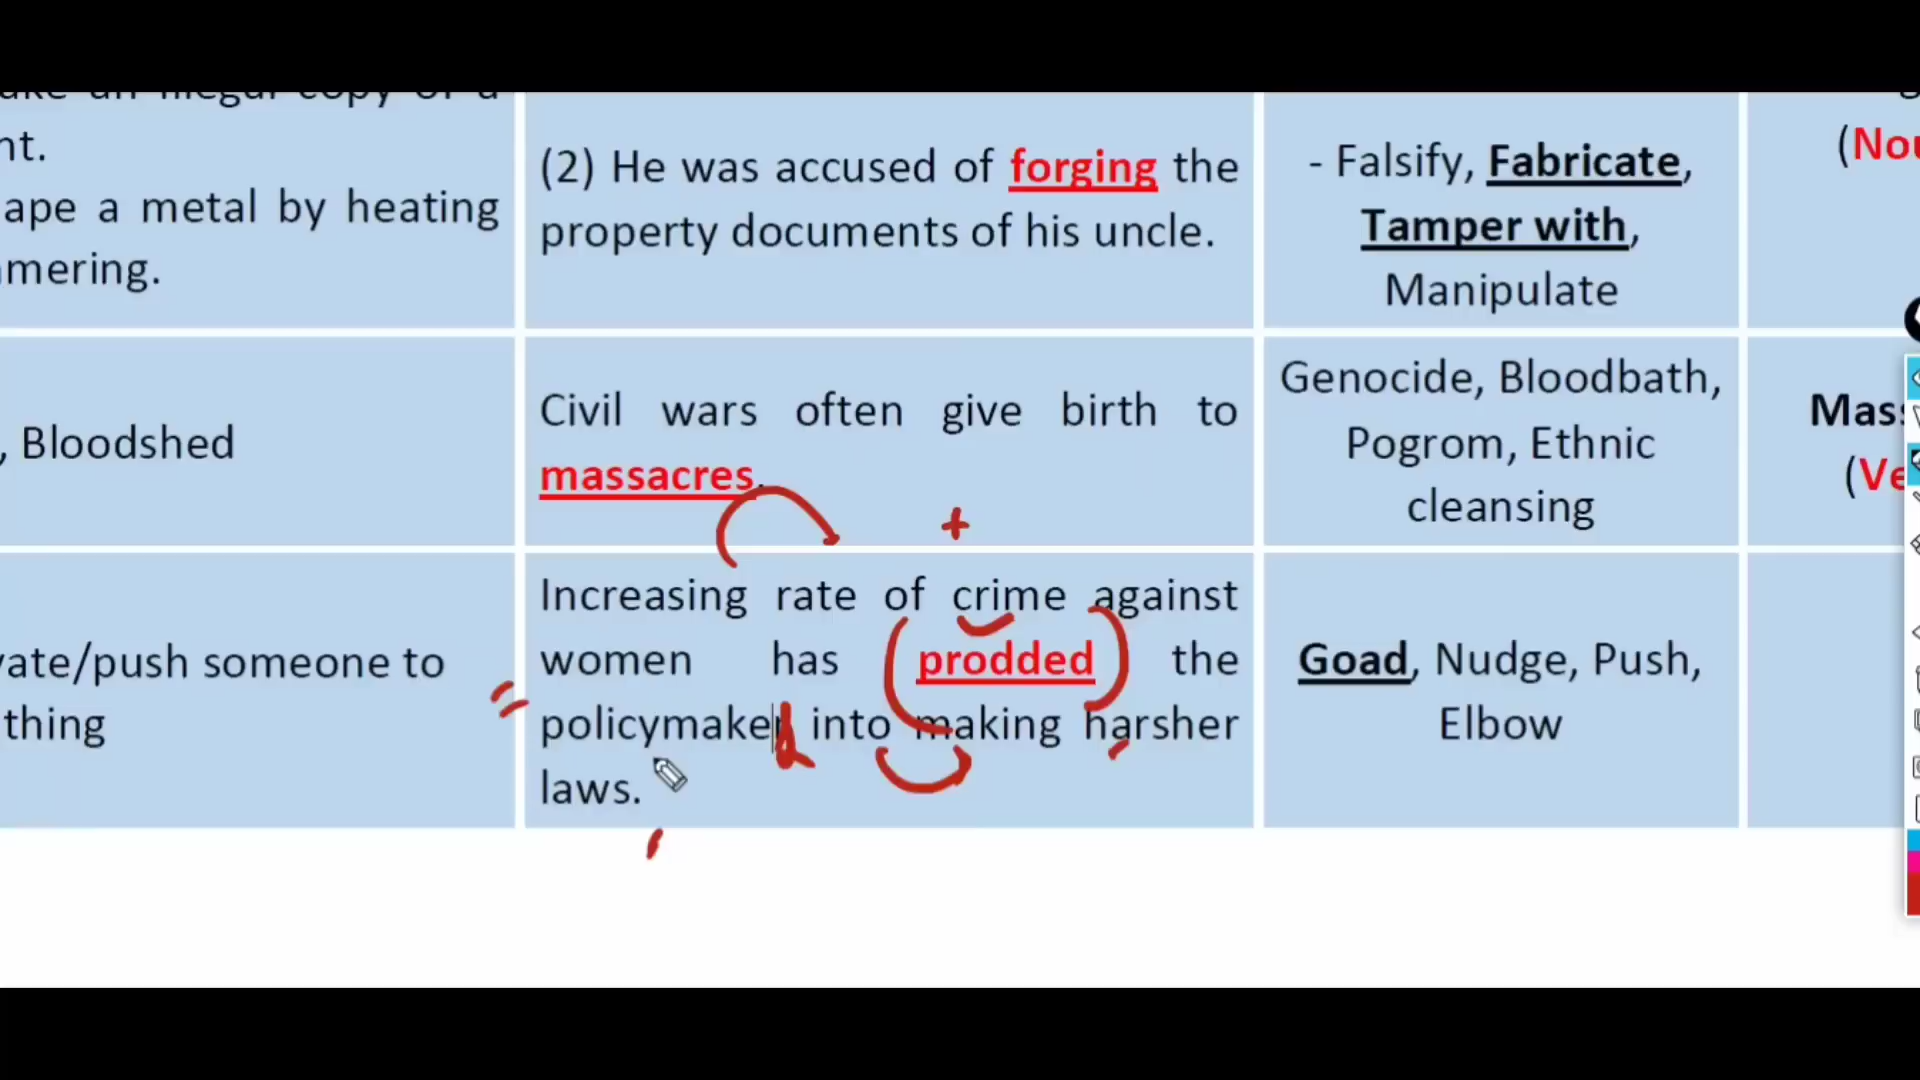 nt.
ape a metal by heating
mering.
(2) He was accused of forging the
property documents of his uncle.
- Falsify, Fabricate,
Tamper with,
Manipulate
(Nou
, Bloodshed
Civil wars often give birth to
massacres.
Genocide, Bloodbath,
Pogrom, Ethnic
cleansing
Mass
(Ve
vate/push someone to
thing
Increasing rate of crime against
women has prodded the
into making harsher
laws.
Goad, Nudge, Push,
Elbow